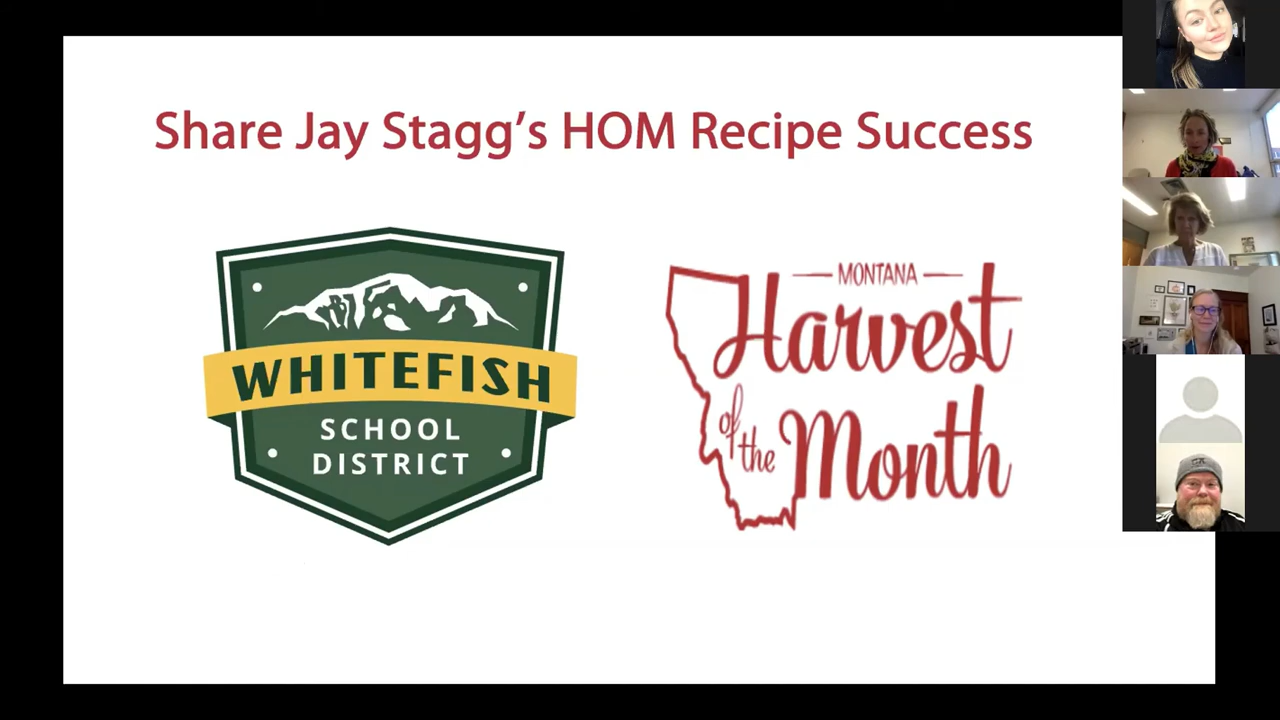 Share Jay Stagg's HOM Recipe Success
WHITEFISH
SCHOOL
DISTRICT
MONTANA
Harvest
of the
Month